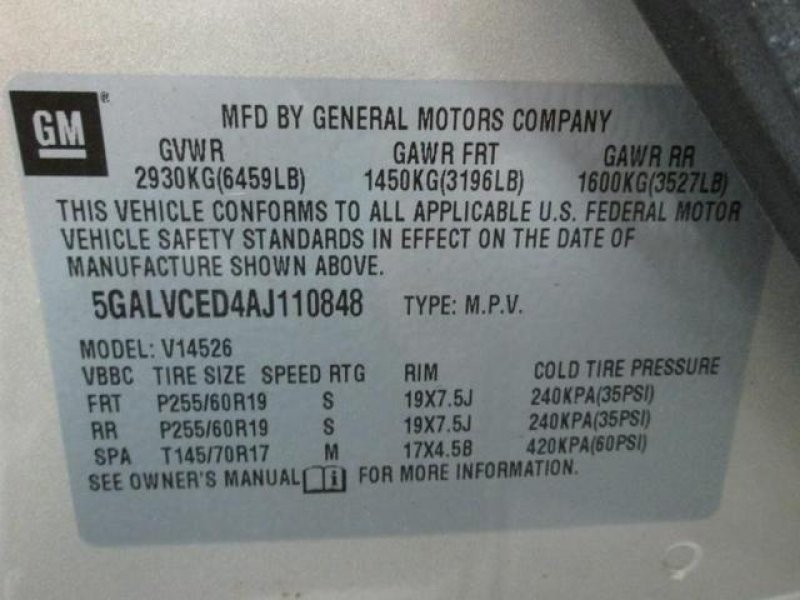 GM®
MFD BY GENERAL MOTORS COMPANY
GVWR GAWR FRT GAWR RR
2930KG(6459LB) 1450KG(3196LB) 1600KG(3527LB)
THIS VEHICLE CONFORMS TO ALL APPLICABLE U.S. FEDERAL MOTOR
VEHICLE SAFETY STANDARDS IN EFFECT ON THE DATE OF
MANUFACTURE SHOWN ABOVE.
5GALVCED4AJ110848 TYPE: M.P.V.
MODEL: V14526
VBBC TIRE SIZE SPEED RTG RIM COLD TIRE PRESSURE
FRT P255/60R19 S 19X7.5J 240KPA(35PSI)
RR P255/60R19 S 19X7.5J 240KPA(35PSI)
SPA T145/70R17 M 17X4.5B 420KPA(60PSI)
SEE OWNER'S MANUAL i FOR MORE INFORMATION.